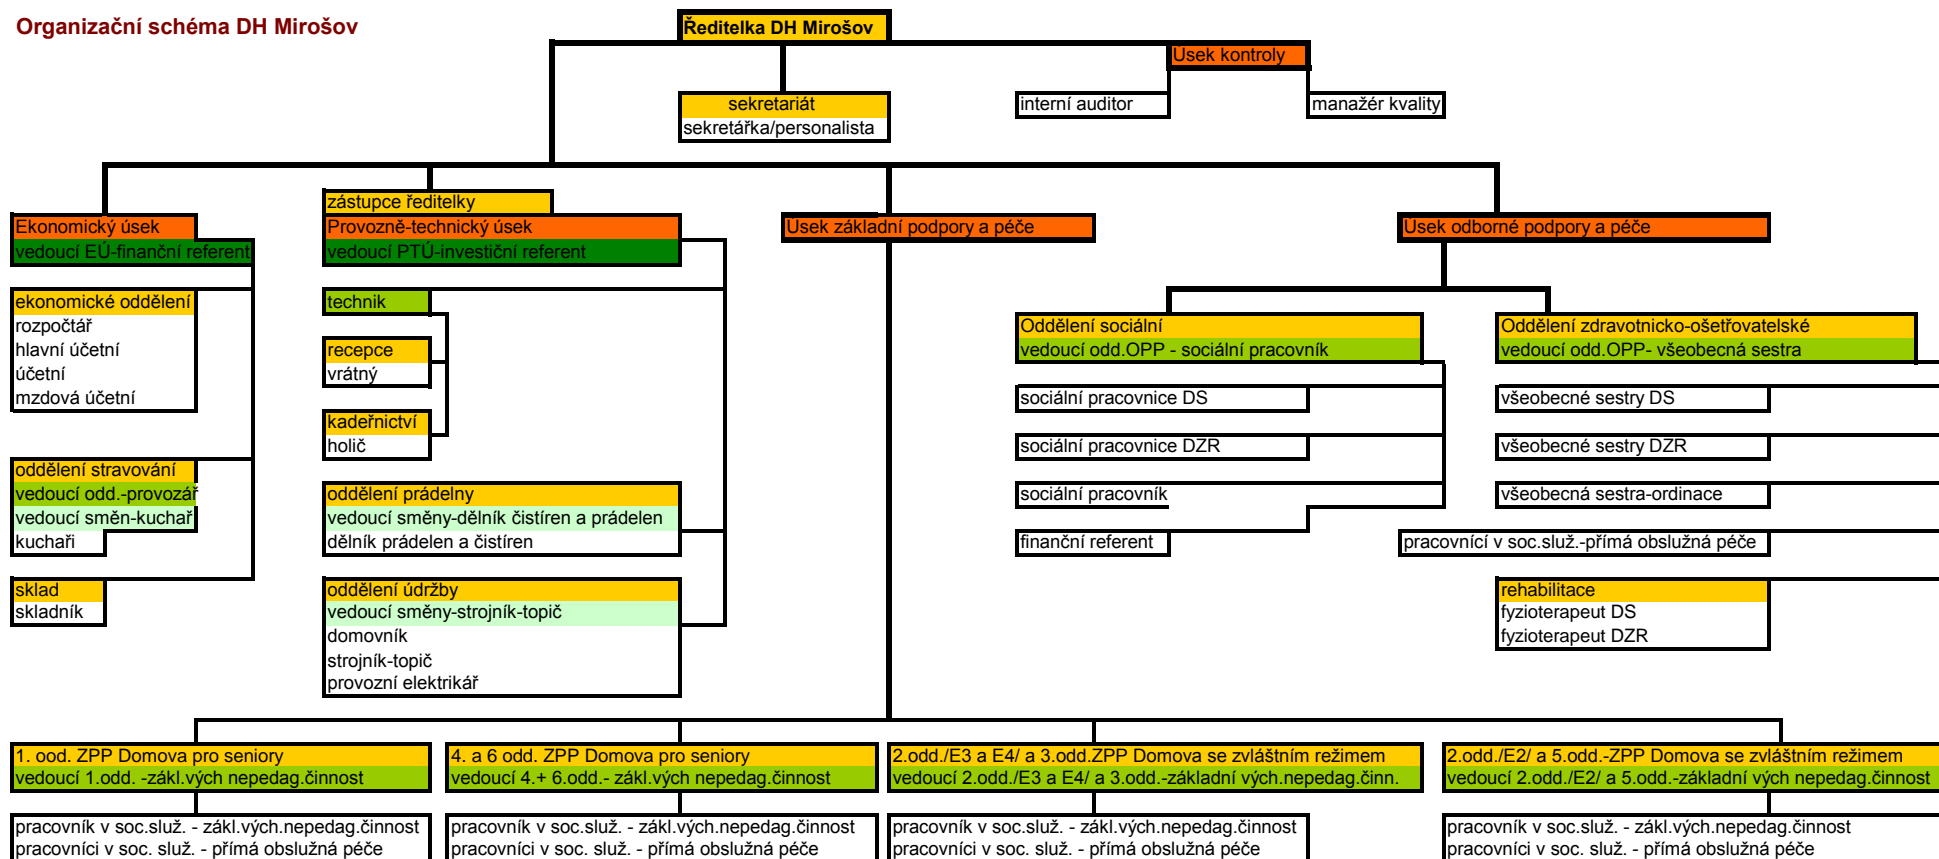 Organizační schéma DH Mirošov
Ředitelka DH Mirošov
Úsek kontroly
sekretariát
sekretářka/personalista
interní auditor
manažér kvality
Ekonomický úsek
vedoucí EÚ-finanční referent
ekonomické oddělení
rozpočtář
hlavní účetní
účetní
mzdová účetní
oddělení stravování
vedoucí odd.-provozář
vedoucí směn-kuchař
kuchaři
sklad
skladník
zástupce ředitelky
Provozně-technický úsek
vedoucí PTÚ-investiční referent
technik
recepce
vrátný
kadeřnictví
holič
oddělení prádelny
vedoucí směny-dělník čistíren a prádelen
dělník prádelen a čistíren
oddělení údržby
vedoucí směny-strojník-topič
domovník
strojník-topič
provozní elektrikář
Úsek základní podpory a péče
Úsek odborné podpory a péče
Oddělení sociální
vedoucí odd.OPP - sociální pracovník
sociální pracovnice DS
sociální pracovnice DZR
sociální pracovník
finanční referent
Oddělení zdravotnicko-ošetřovatelské
vedoucí odd.OPP- všeobecná sestra
všeobecné sestry DS
všeobecné sestry DZR
všeobecná sestra-ordinace
pracovnící v soc.služ.-přímá obslužná péče
rehabilitace
fyzioterapeut DS
fyzioterapeut DZR
1. ood. ZPP Domova pro seniory
vedoucí 1.odd. -zákl.vých nepedag.činnost
pracovník v soc.služ. - zákl.vých.nepedag.činnost
pracovníci v soc. služ. - přímá obslužná péče
4. a 6 odd. ZPP Domova pro seniory
vedoucí 4.+ 6.odd.- zákl.vých nepedag.činnost
pracovník v soc.služ. - zákl.vých.nepedag.činnost
pracovníci v soc. služ. - přímá obslužná péče
2.odd./E3 a E4/ a 3.odd.ZPP Domova se zvláštním režimem
vedoucí 2.odd./E3 a E4/ a 3.odd.-základní vých.nepedag.činn.
pracovník v soc.služ. - zákl.vých.nepedag.činnost
pracovníci v soc. služ. - přímá obslužná péče
2.odd./E2/ a 5.odd.-ZPP Domova se zvláštním režimem
vedoucí 2.odd./E2/ a 5.odd.-základní vých nepedag.činnost
pracovník v soc.služ. - zákl.vých.nepedag.činnost
pracovníci v soc. služ. - přímá obslužná péče